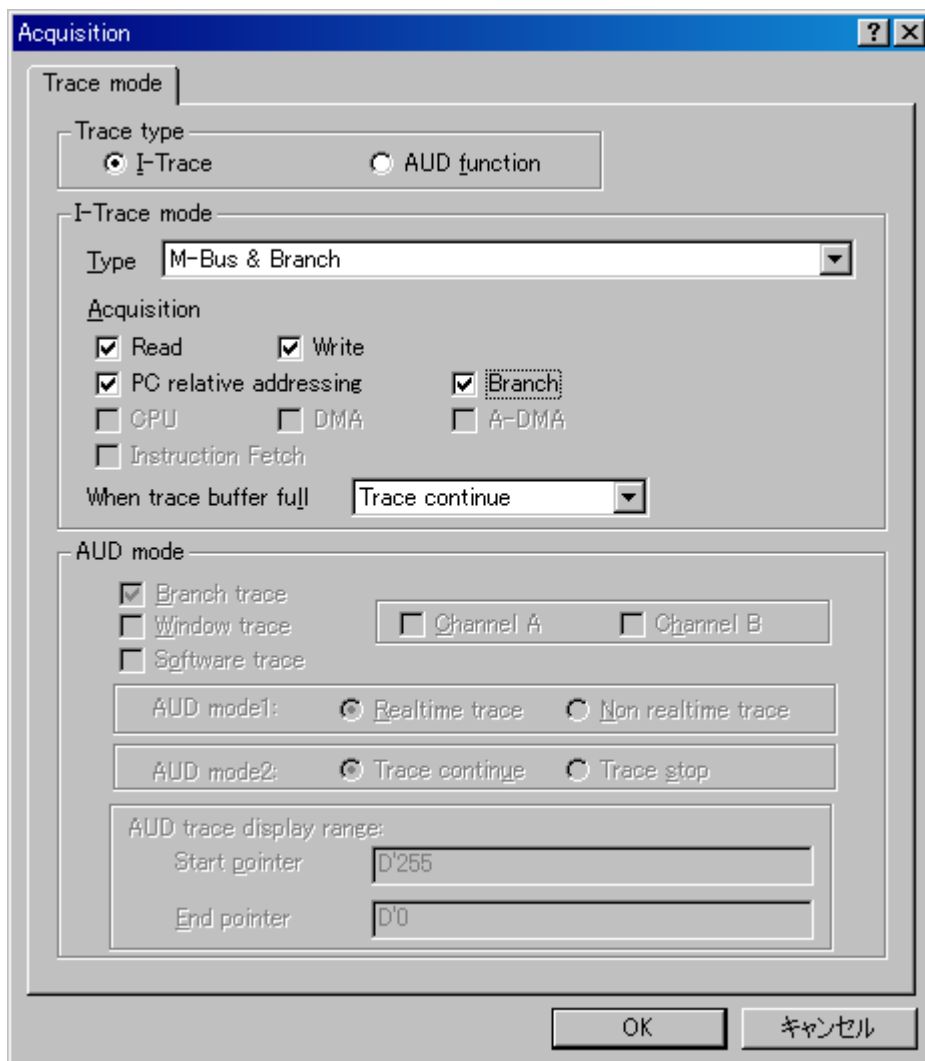 Acquisition
Trace mode
Trace type
I-Trace AUD function
I-Trace mode
Type M-Bus & Branch
Acquisition
Read Write
PC relative addressing Branch
CPU DMA A-DMA
Instruction Fetch
When trace buffer full Trace continue
AUD mode
Branch trace
Window trace Channel A Channel B
Software trace
AUD mode1: Realtime trace Non realtime trace
AUD mode2: Trace continue Trace stop
AUD trace display range:
Start pointer D'255
End pointer D'0
OK キャンセル